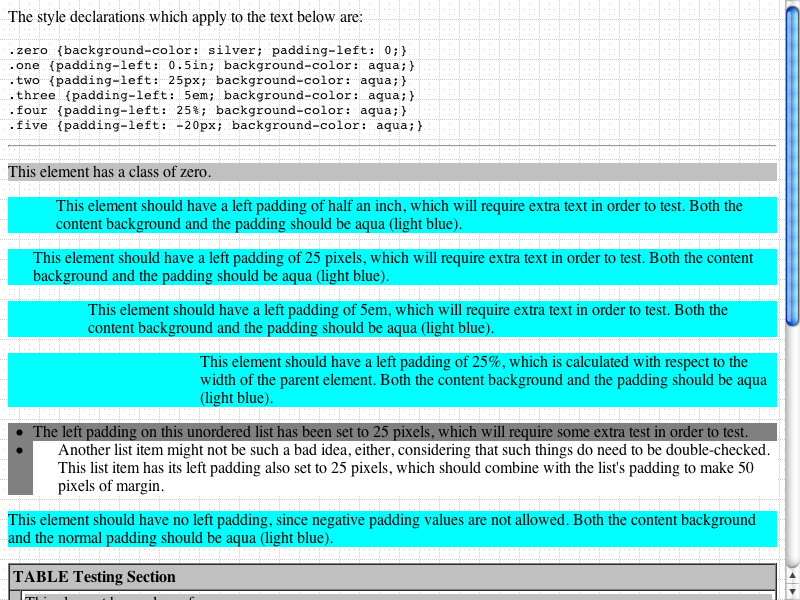 The style declarations which apply to the text below are:
.zero {background-color: silver; padding-left: 0;}
.one {padding-left: 0.5in; background-color: aqua;}
.two {padding-left: 25px; background-color: aqua;}
.three {padding-left: 5em; background-color: aqua;}
.four {padding-left: 25%; background-color: aqua;}
.five {padding-left: -20px; background-color: aqua;}
This element has a class of zero.
This element should have a left padding of half an inch, which will require extra text in order to test. Both the
content background and the padding should be aqua (light blue).
This element should have a left padding of 25 pixels, which will require extra text in order to test. Both the content
background and the padding should be aqua (light blue).
This element should have a left padding of 5em, which will require extra text in order to test. Both the
content background and the padding should be aqua (light blue).
This element should have a left padding of 25%, which is calculated with respect to the
width of the parent element. Both the content background and the padding should be aqua
(light blue).
• The left padding on this unordered list has been set to 25 pixels, which will require some extra test in order to test.
• Another list item might not be such a bad idea, either, considering that such things do need to be double-checked.
This list item has its left padding also set to 25 pixels, which should combine with the list's padding to make 50
pixels of margin.
This element should have no left padding, since negative padding values are not allowed. Both the content background
and the normal padding should be aqua (light blue).
TABLE Testing Section